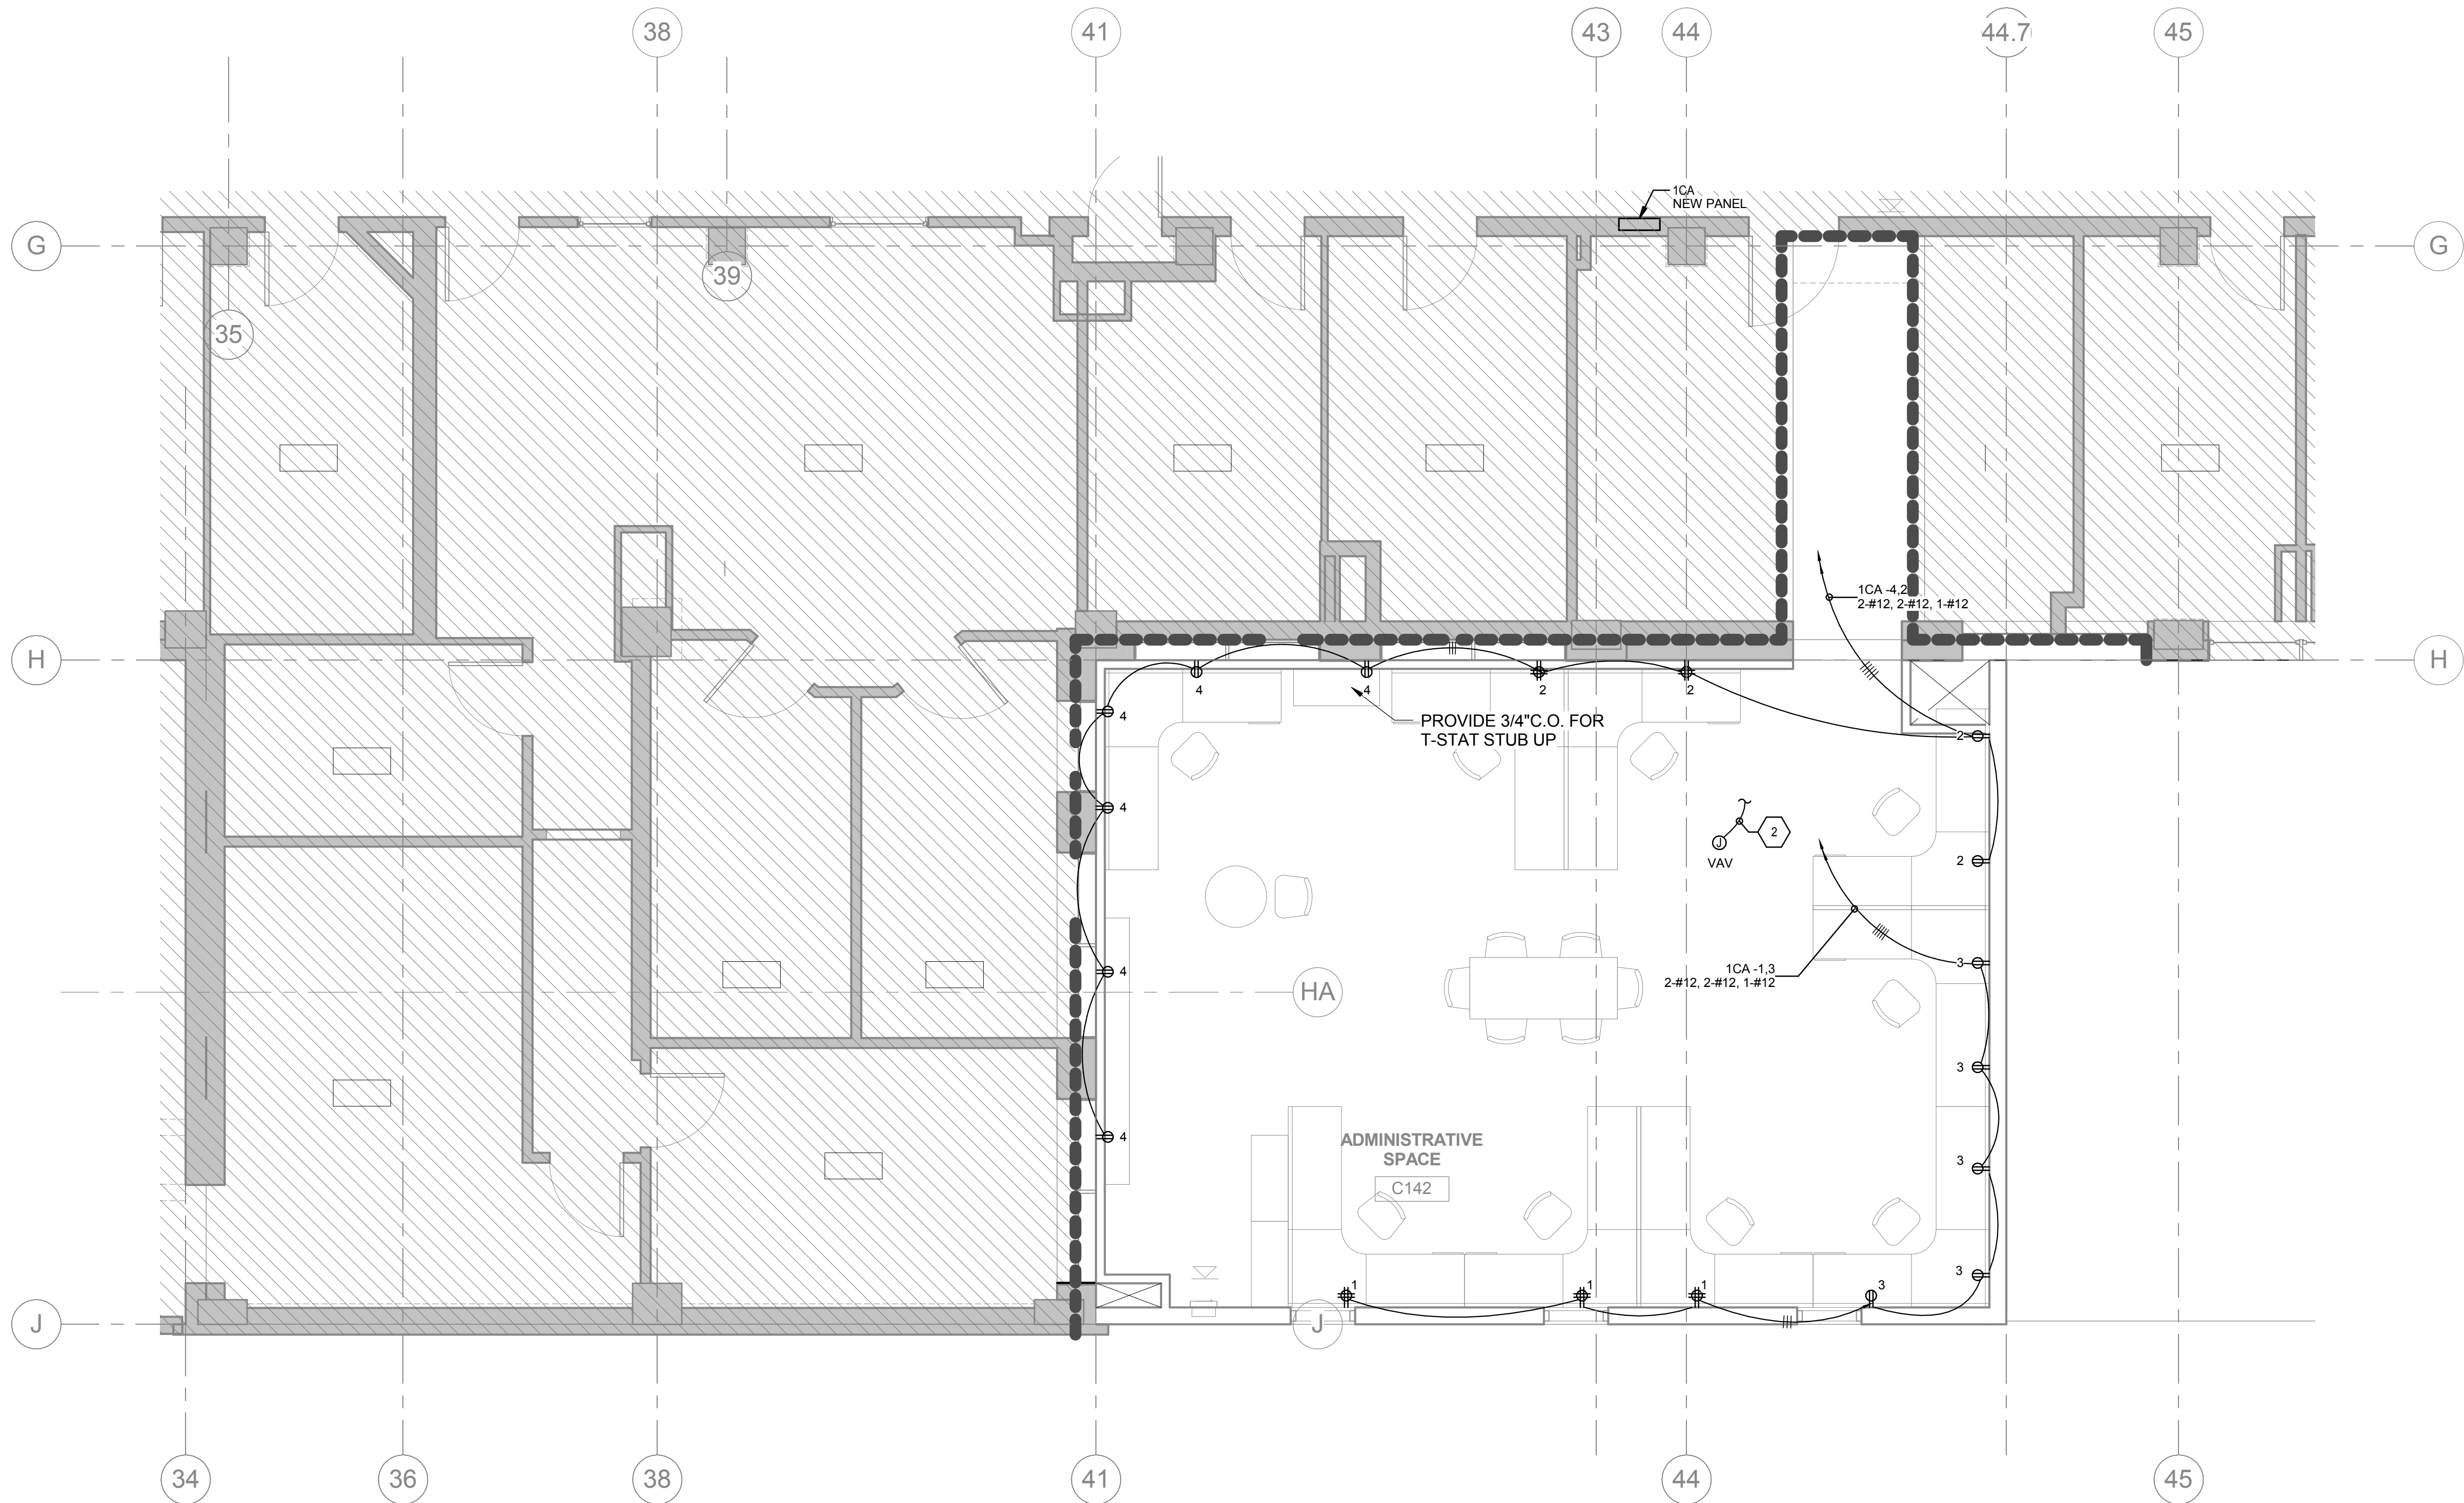 38
41
43
44
44.7
45
1CA
NEW PANEL
G
G
39
35
1CA -4,2
2-#12, 2-#12, 1-#12
H
H
4
4
2
2
4
PROVIDE 3/4"C.O. FOR
T-STAT STUB UP
2
4
J
2
VAV
2
4
3
1CA -1,3
2-#12, 2-#12, 1-#12
HA
3
4
ADMINISTRATIVE
SPACE
3
C142
3
1
1
1
3
J
J
34
36
38
41
44
45